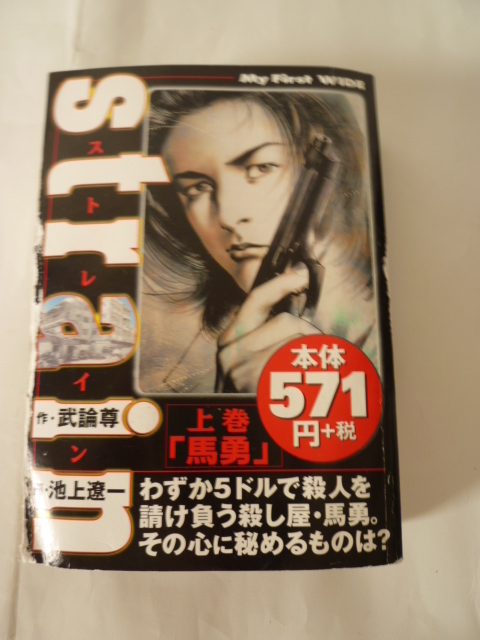 My First WIDE
strain
ストレイン
作・武論尊
画・池上遼一
上巻
「馬勇」
本体
571
円+税
わずか5ドルで殺人を
請け負う殺し屋・馬勇。
その心に秘めるものは?